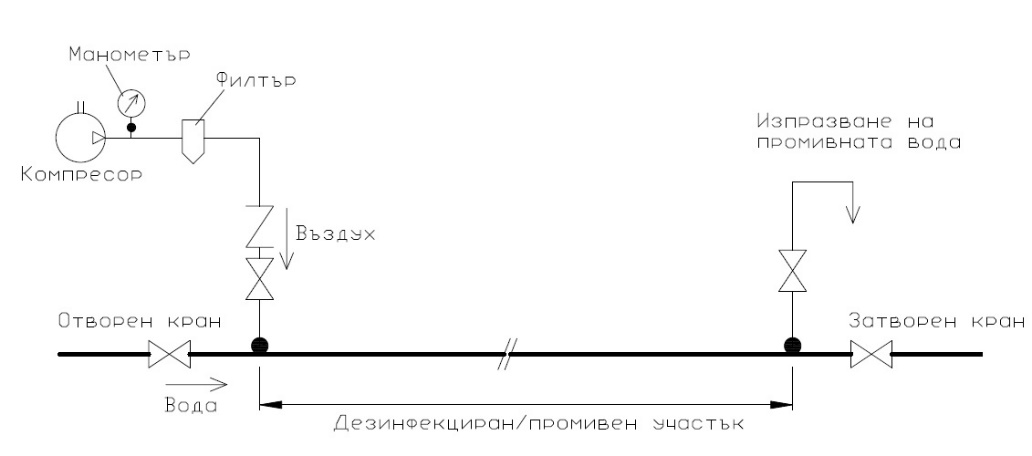 Манометър
Филтър
Компресор
Изпразване на
промивната вода
Въздух
Отворен кран
Затворен кран
Вода
Дезинфекциран/промивен участък